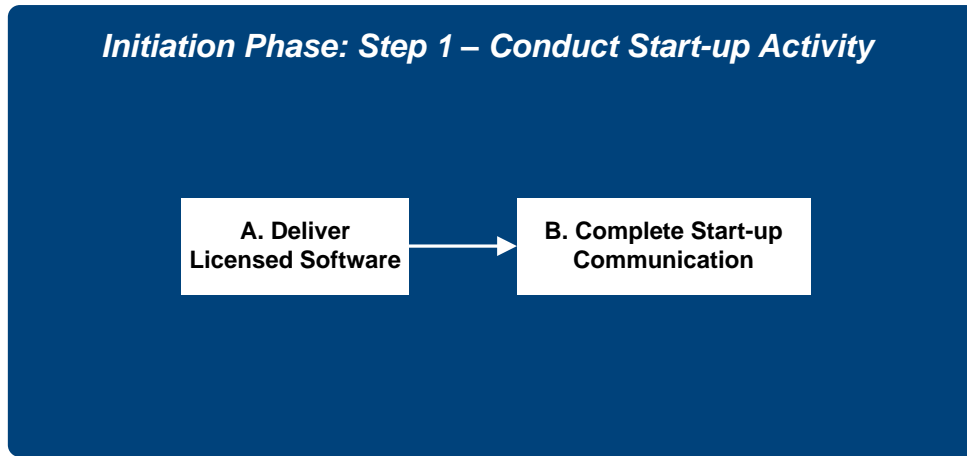 Initiation Phase: Step 1 – Conduct Start-up Activity
A. Deliver
Licensed Software
B. Complete Start-up
Communication